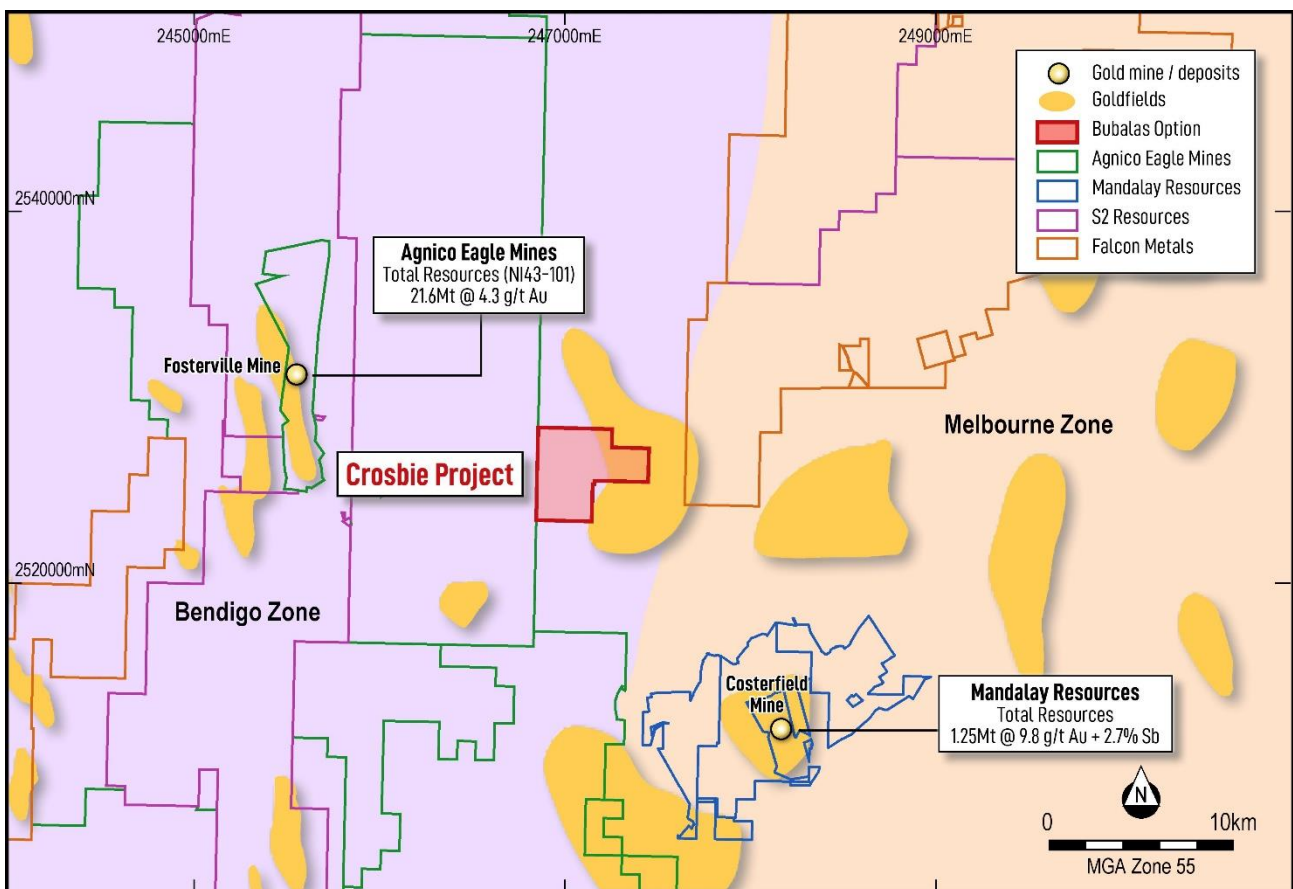 245000mE
247000mE
249000mE
Gold mine / deposits
Goldfields
Bubalas Option
Agnico Eagle Mines
Mandalay Resources
S2 Resources
Falcon Metals
2540000mN
Agnico Eagle Mines
Total Resources (NI43-101)
21.6Mt @ 4.3 g/t Au
Fosterville Mine
Melbourne Zone
Crosbie Project
2520000mN
Bendigo Zone
Costerfield
Mine
Mandalay Resources
Total Resources
1.25Mt @ 9.8 g/t Au + 2.7% Sb
N
0
10km
MGA Zone 55